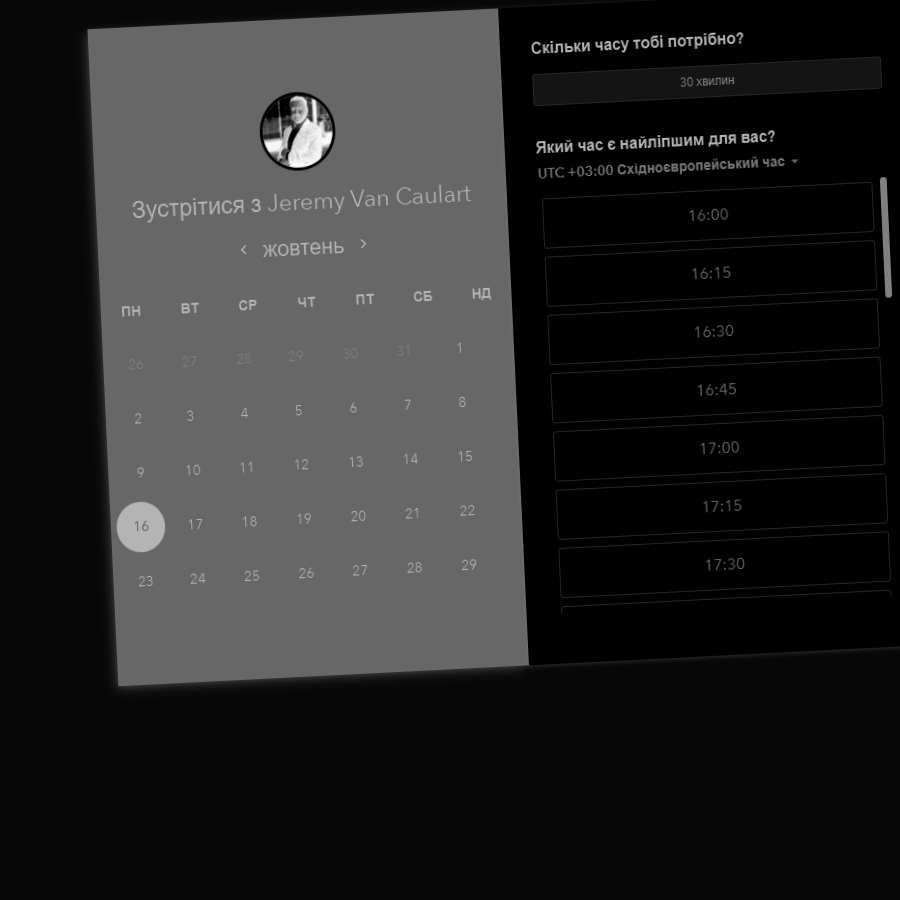 Зустрітися з Jeremy Van Caulart
‹ жовтень ›
ПН ВТ СР ЧТ ПТ СБ НД
26 27 28 29 30 31 1
2 3 4 5 6 7 8
9 10 11 12 13 14 15
16 17 18 19 20 21 22
23 24 25 26 27 28 29
Скільки часу тобі потрібно?
30 хвилин
Який час є найліпшим для вас?
UTC +03:00 Східноєвропейський час
16:00
16:15
16:30
16:45
17:00
17:15
17:30